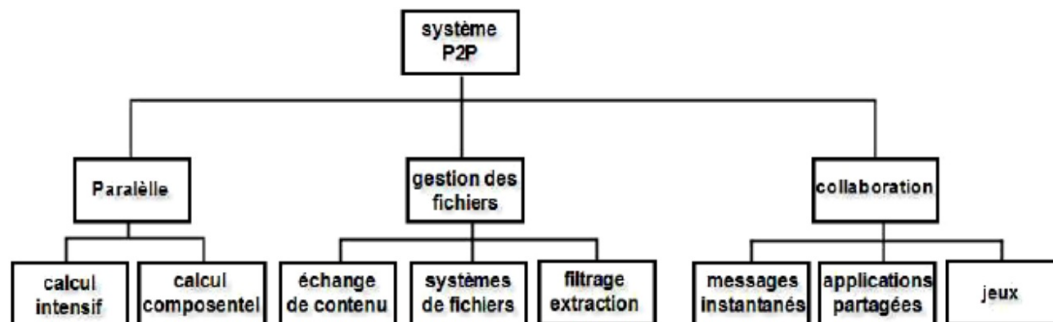 système
P2P
Paralèlle
gestion des
fichiers
collaboration
calcul
intensif
calcul
composentel
échange
de contenu
systèmes
de fichiers
filtrage
extraction
messages
instantanés
applications
partagées
jeux